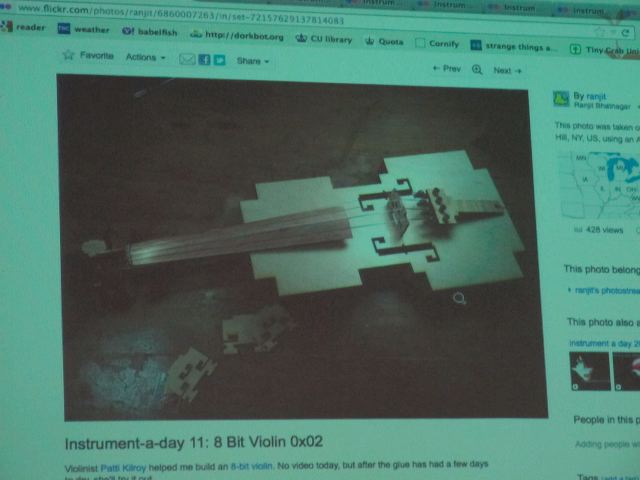 www.flickr.com/photos/ranjit/6860007263/in/set-72157629137814083
reader weather babelfish http://dorkbot.org CU library Quota Cornify strange things a... Tiny Grab Uni
Favorite Actions Share
← Prev Next →
By ranjit
Ranjit Bhatnagar
This photo was taken o
Hill, NY, US, using an A
428 views
This photo belong
ranjit's photostrea
This photo also a
instrument a day 20
People in this p
Adding people w
Instrument-a-day 11: 8 Bit Violin 0x02
Violinist Patti Kilroy helped me build an 8-bit violin. No video today, but after the glue has had a few days